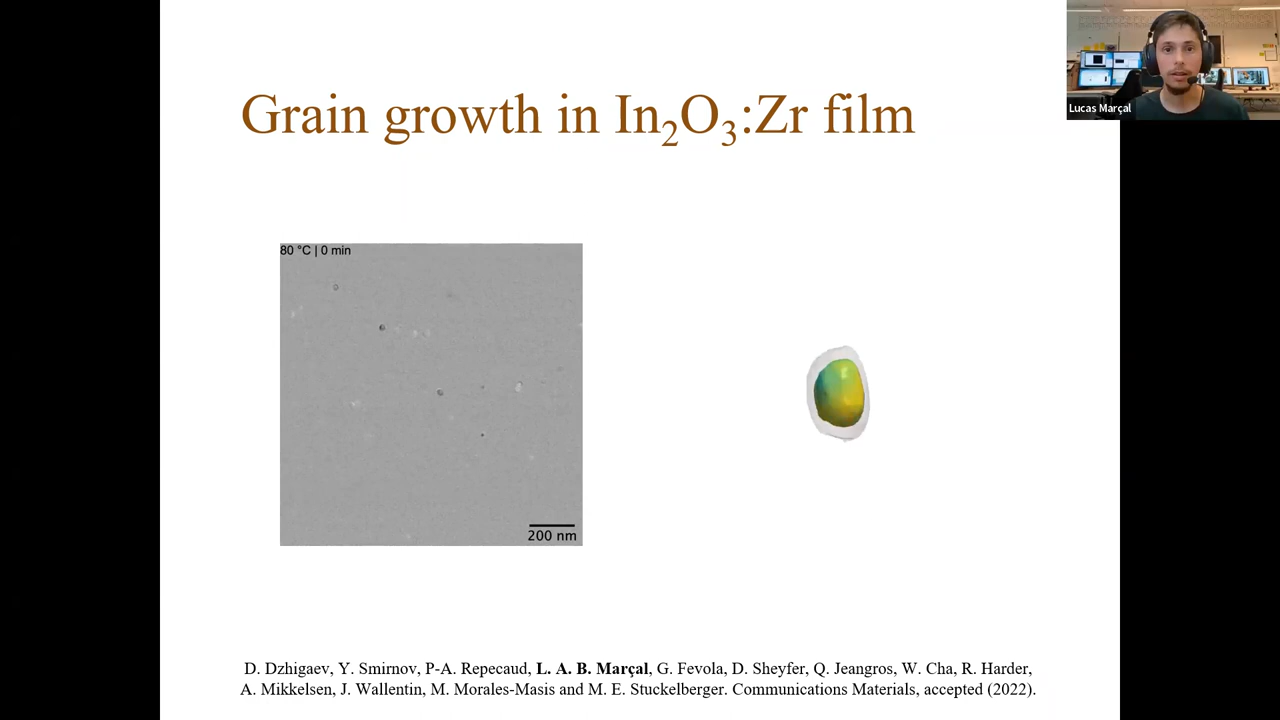 Lucas Marçal
Grain growth in In₂O₃:Zr film
80 °C | 0 min
200 nm
D. Dzhigaev, Y. Smirnov, P-A. Repecaud, L. A. B. Marçal, G. Fevola, D. Sheyfer, Q. Jeangros, W. Cha, R. Harder,
A. Mikkelsen, J. Wallentin, M. Morales-Masis and M. E. Stuckelberger. Communications Materials, accepted (2022).